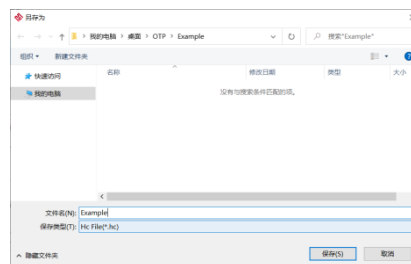 另存为
我的电脑 > 桌面 > OTP > Example
搜索"Example"
组织 新建文件夹
名称 修改日期 类型 大小
快速访问
我的电脑
没有与搜索条件匹配的项。
文件名(N): Example
保存类型(T): Hc File(*.hc)
隐藏文件夹 保存(S) 取消